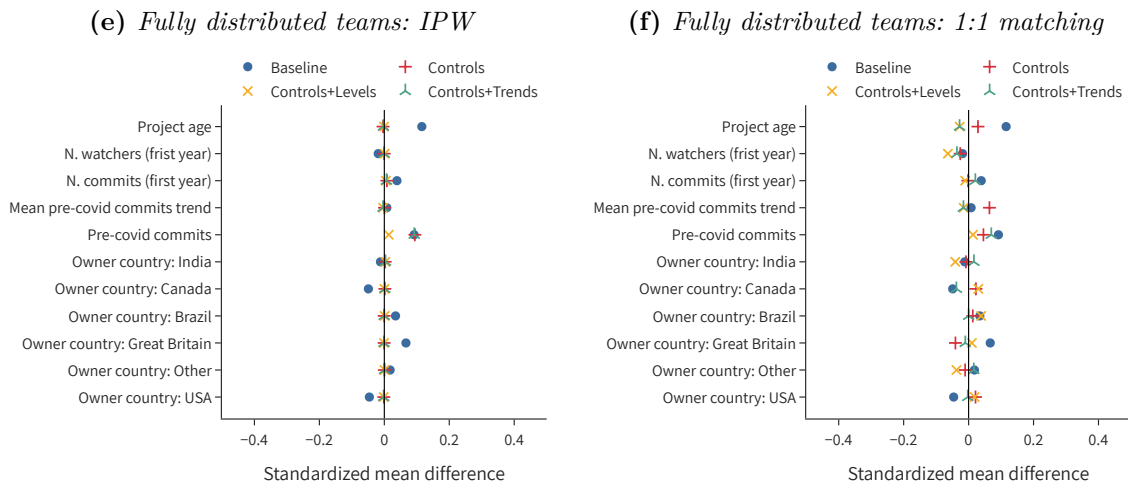 (e) Fully distributed teams: IPW
Baseline
Controls
Controls+Levels
Controls+Trends
Project age
N. watchers (frist year)
N. commits (first year)
Mean pre-covid commits trend
Pre-covid commits
Owner country: India
Owner country: Canada
Owner country: Brazil
Owner country: Great Britain
Owner country: Other
Owner country: USA
−0.4 −0.2 0 0.2 0.4
Standardized mean difference
(f) Fully distributed teams: 1:1 matching
Baseline
Controls
Controls+Levels
Controls+Trends
Project age
N. watchers (frist year)
N. commits (first year)
Mean pre-covid commits trend
Pre-covid commits
Owner country: India
Owner country: Canada
Owner country: Brazil
Owner country: Great Britain
Owner country: Other
Owner country: USA
−0.4 −0.2 0 0.2 0.4
Standardized mean difference